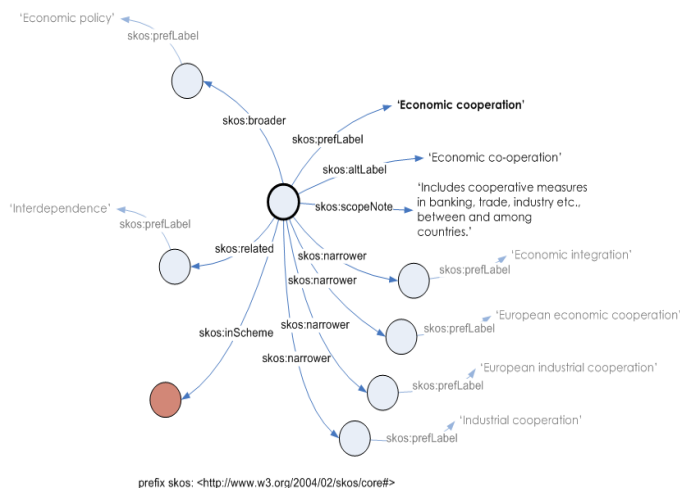 ‘Economic policy’
skos:prefLabel
skos:broader
‘Economic cooperation’
skos:prefLabel
‘Economic co-operation’
skos:altLabel
‘Includes cooperative measures
in banking, trade, industry etc.,
between and among
countries.’
skos:scopeNote
‘Interdependence’
skos:prefLabel
skos:related
skos:narrower
‘Economic integration’
skos:prefLabel
skos:narrower
‘European economic cooperation’
skos:prefLabel
skos:inScheme
skos:narrower
‘European industrial cooperation’
skos:prefLabel
skos:narrower
‘Industrial cooperation’
skos:prefLabel
prefix skos: <http://www.w3.org/2004/02/skos/core#>